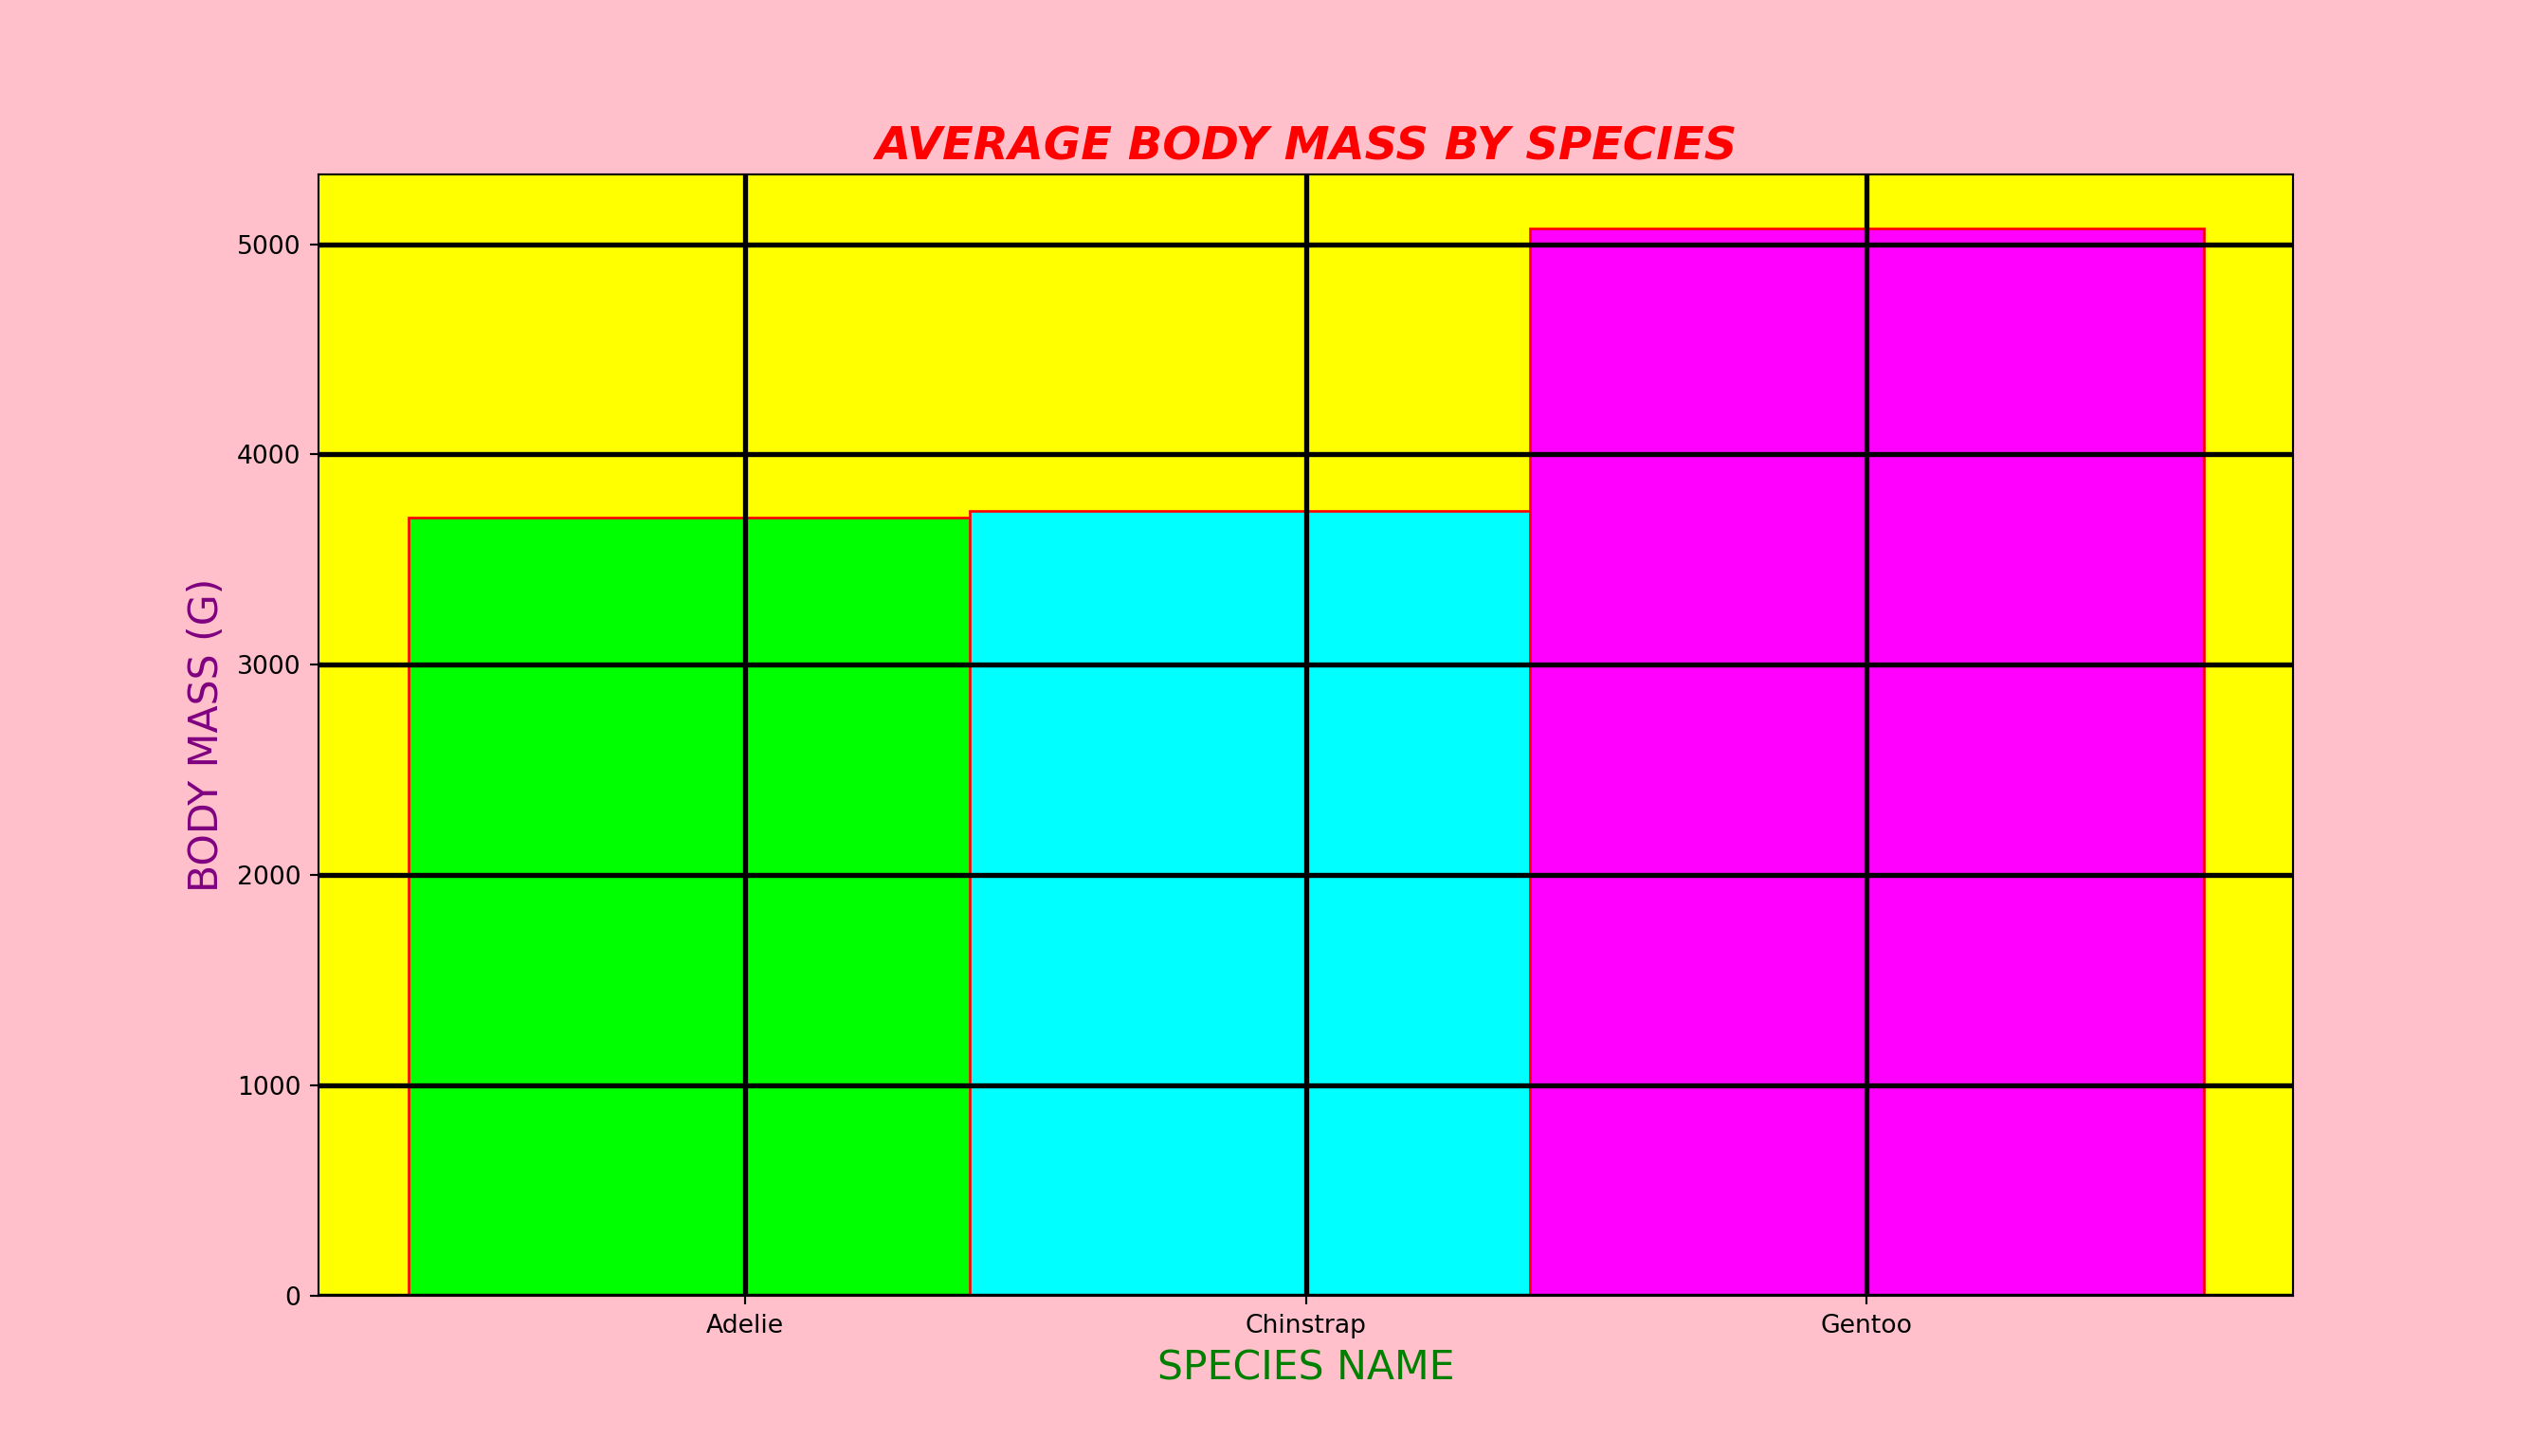 AVERAGE BODY MASS BY SPECIES
5000
4000
3000
2000
1000
0
BODY MASS (G)
Adelie Chinstrap Gentoo
SPECIES NAME